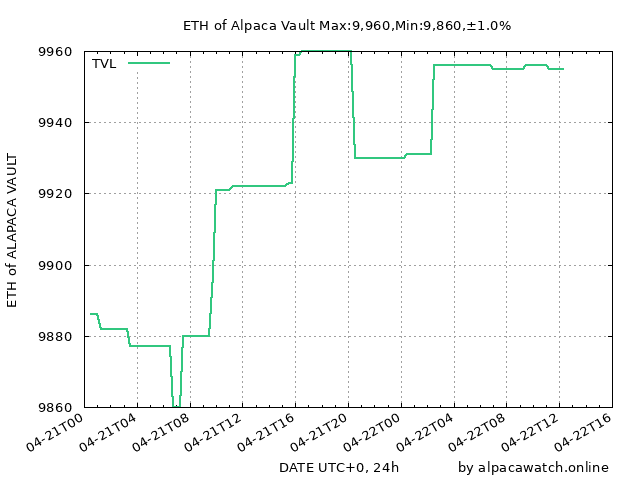 ETH of Alpaca Vault Max:9,960,Min:9,860,±1.0%
TVL
9960
9940
9920
9900
9880
9860
ETH of ALAPACA VAULT
04-21T00
04-21T04
04-21T08
04-21T12
04-21T16
04-21T20
04-22T00
04-22T04
04-22T08
04-22T12
04-22T16
DATE UTC+0, 24h
by alpacawatch.online